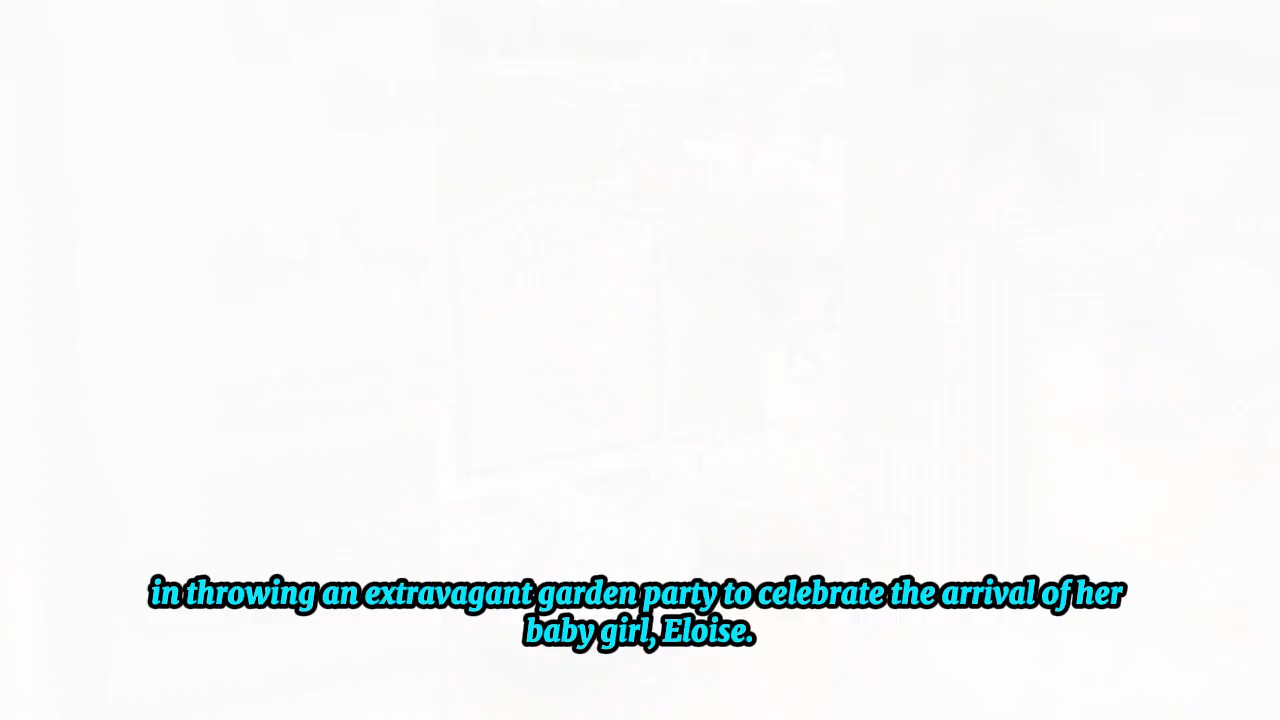 in throwing an extravagant garden party to celebrate the arrival of her
baby girl, Eloise.